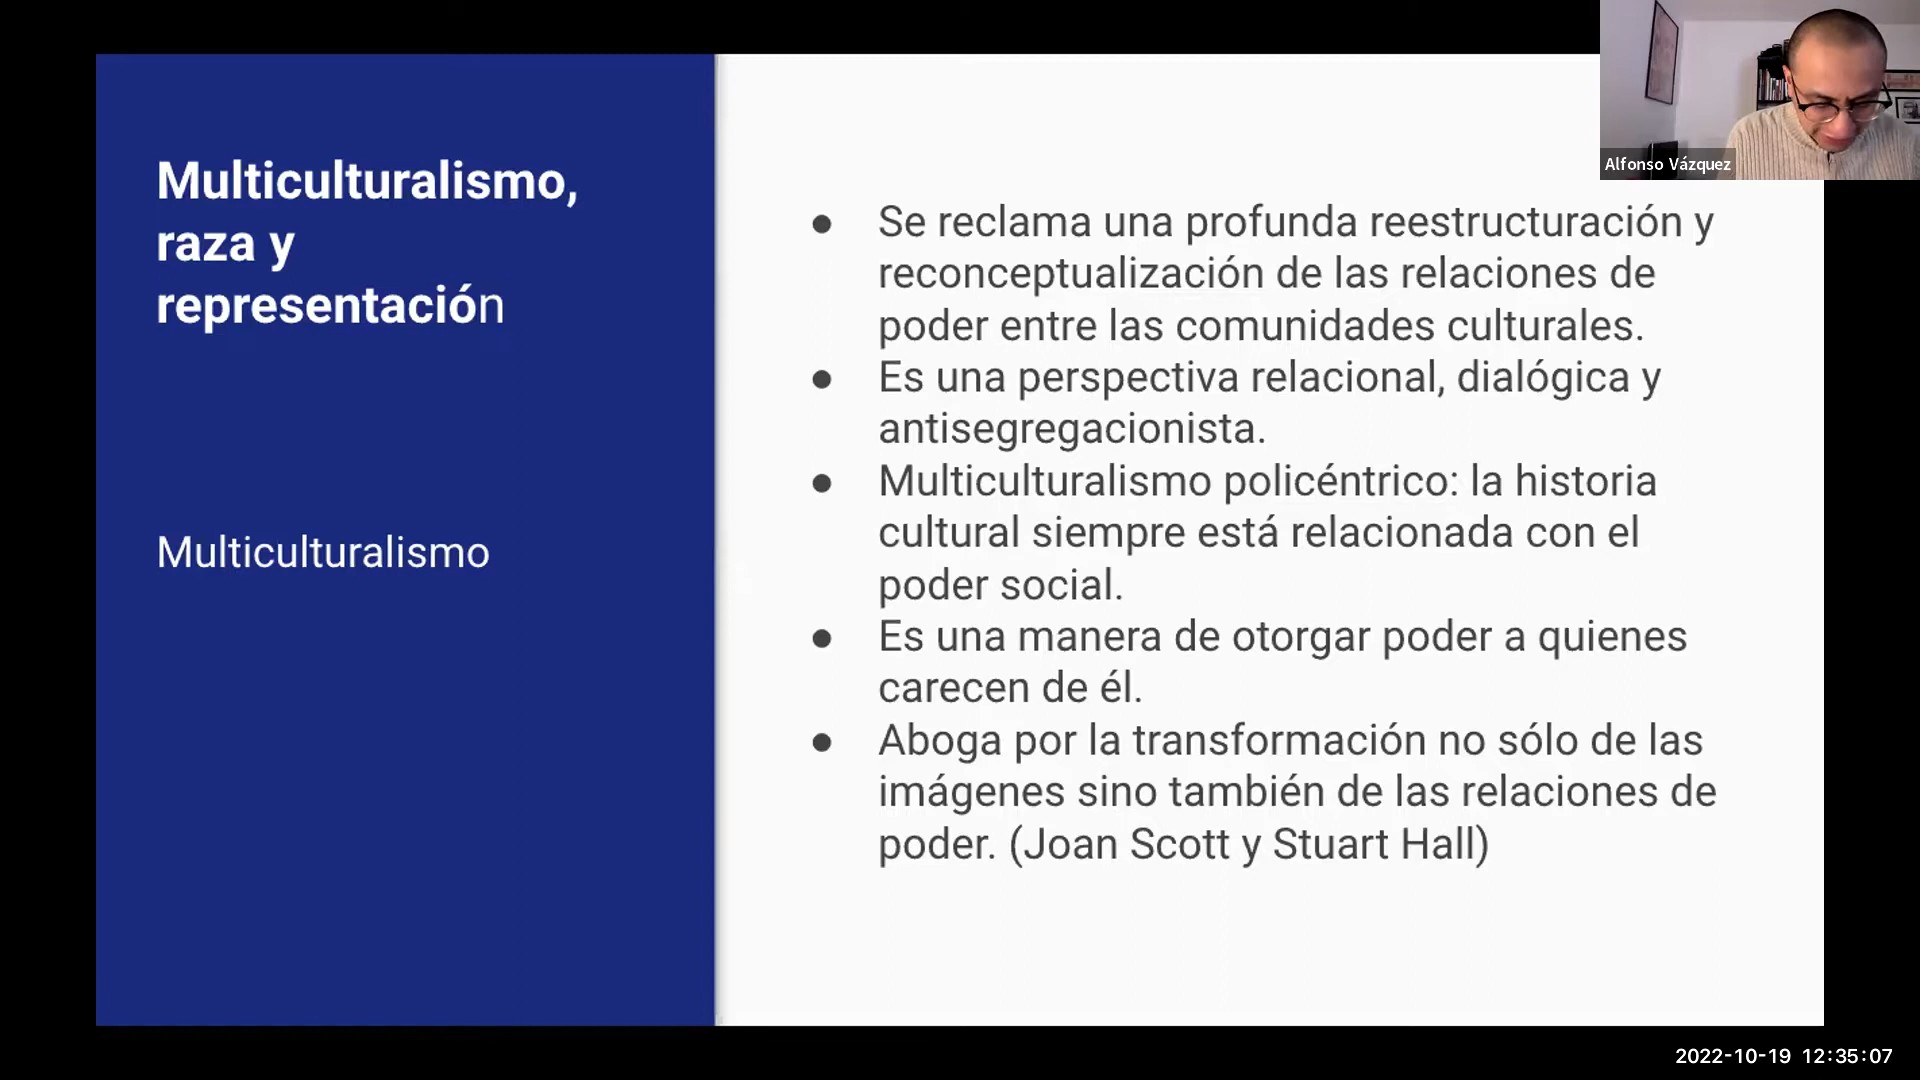 Multiculturalismo,
raza y
representación
Multiculturalismo
● Se reclama una profunda reestructuración y
reconceptualización de las relaciones de
poder entre las comunidades culturales.
● Es una perspectiva relacional, dialógica y
antisegregacionista.
● Multiculturalismo policéntrico: la historia
cultural siempre está relacionada con el
poder social.
● Es una manera de otorgar poder a quienes
carecen de él.
● Aboga por la transformación no sólo de las
imágenes sino también de las relaciones de
poder. (Joan Scott y Stuart Hall)
Alfonso Vázquez
2022-10-19 12:35:07